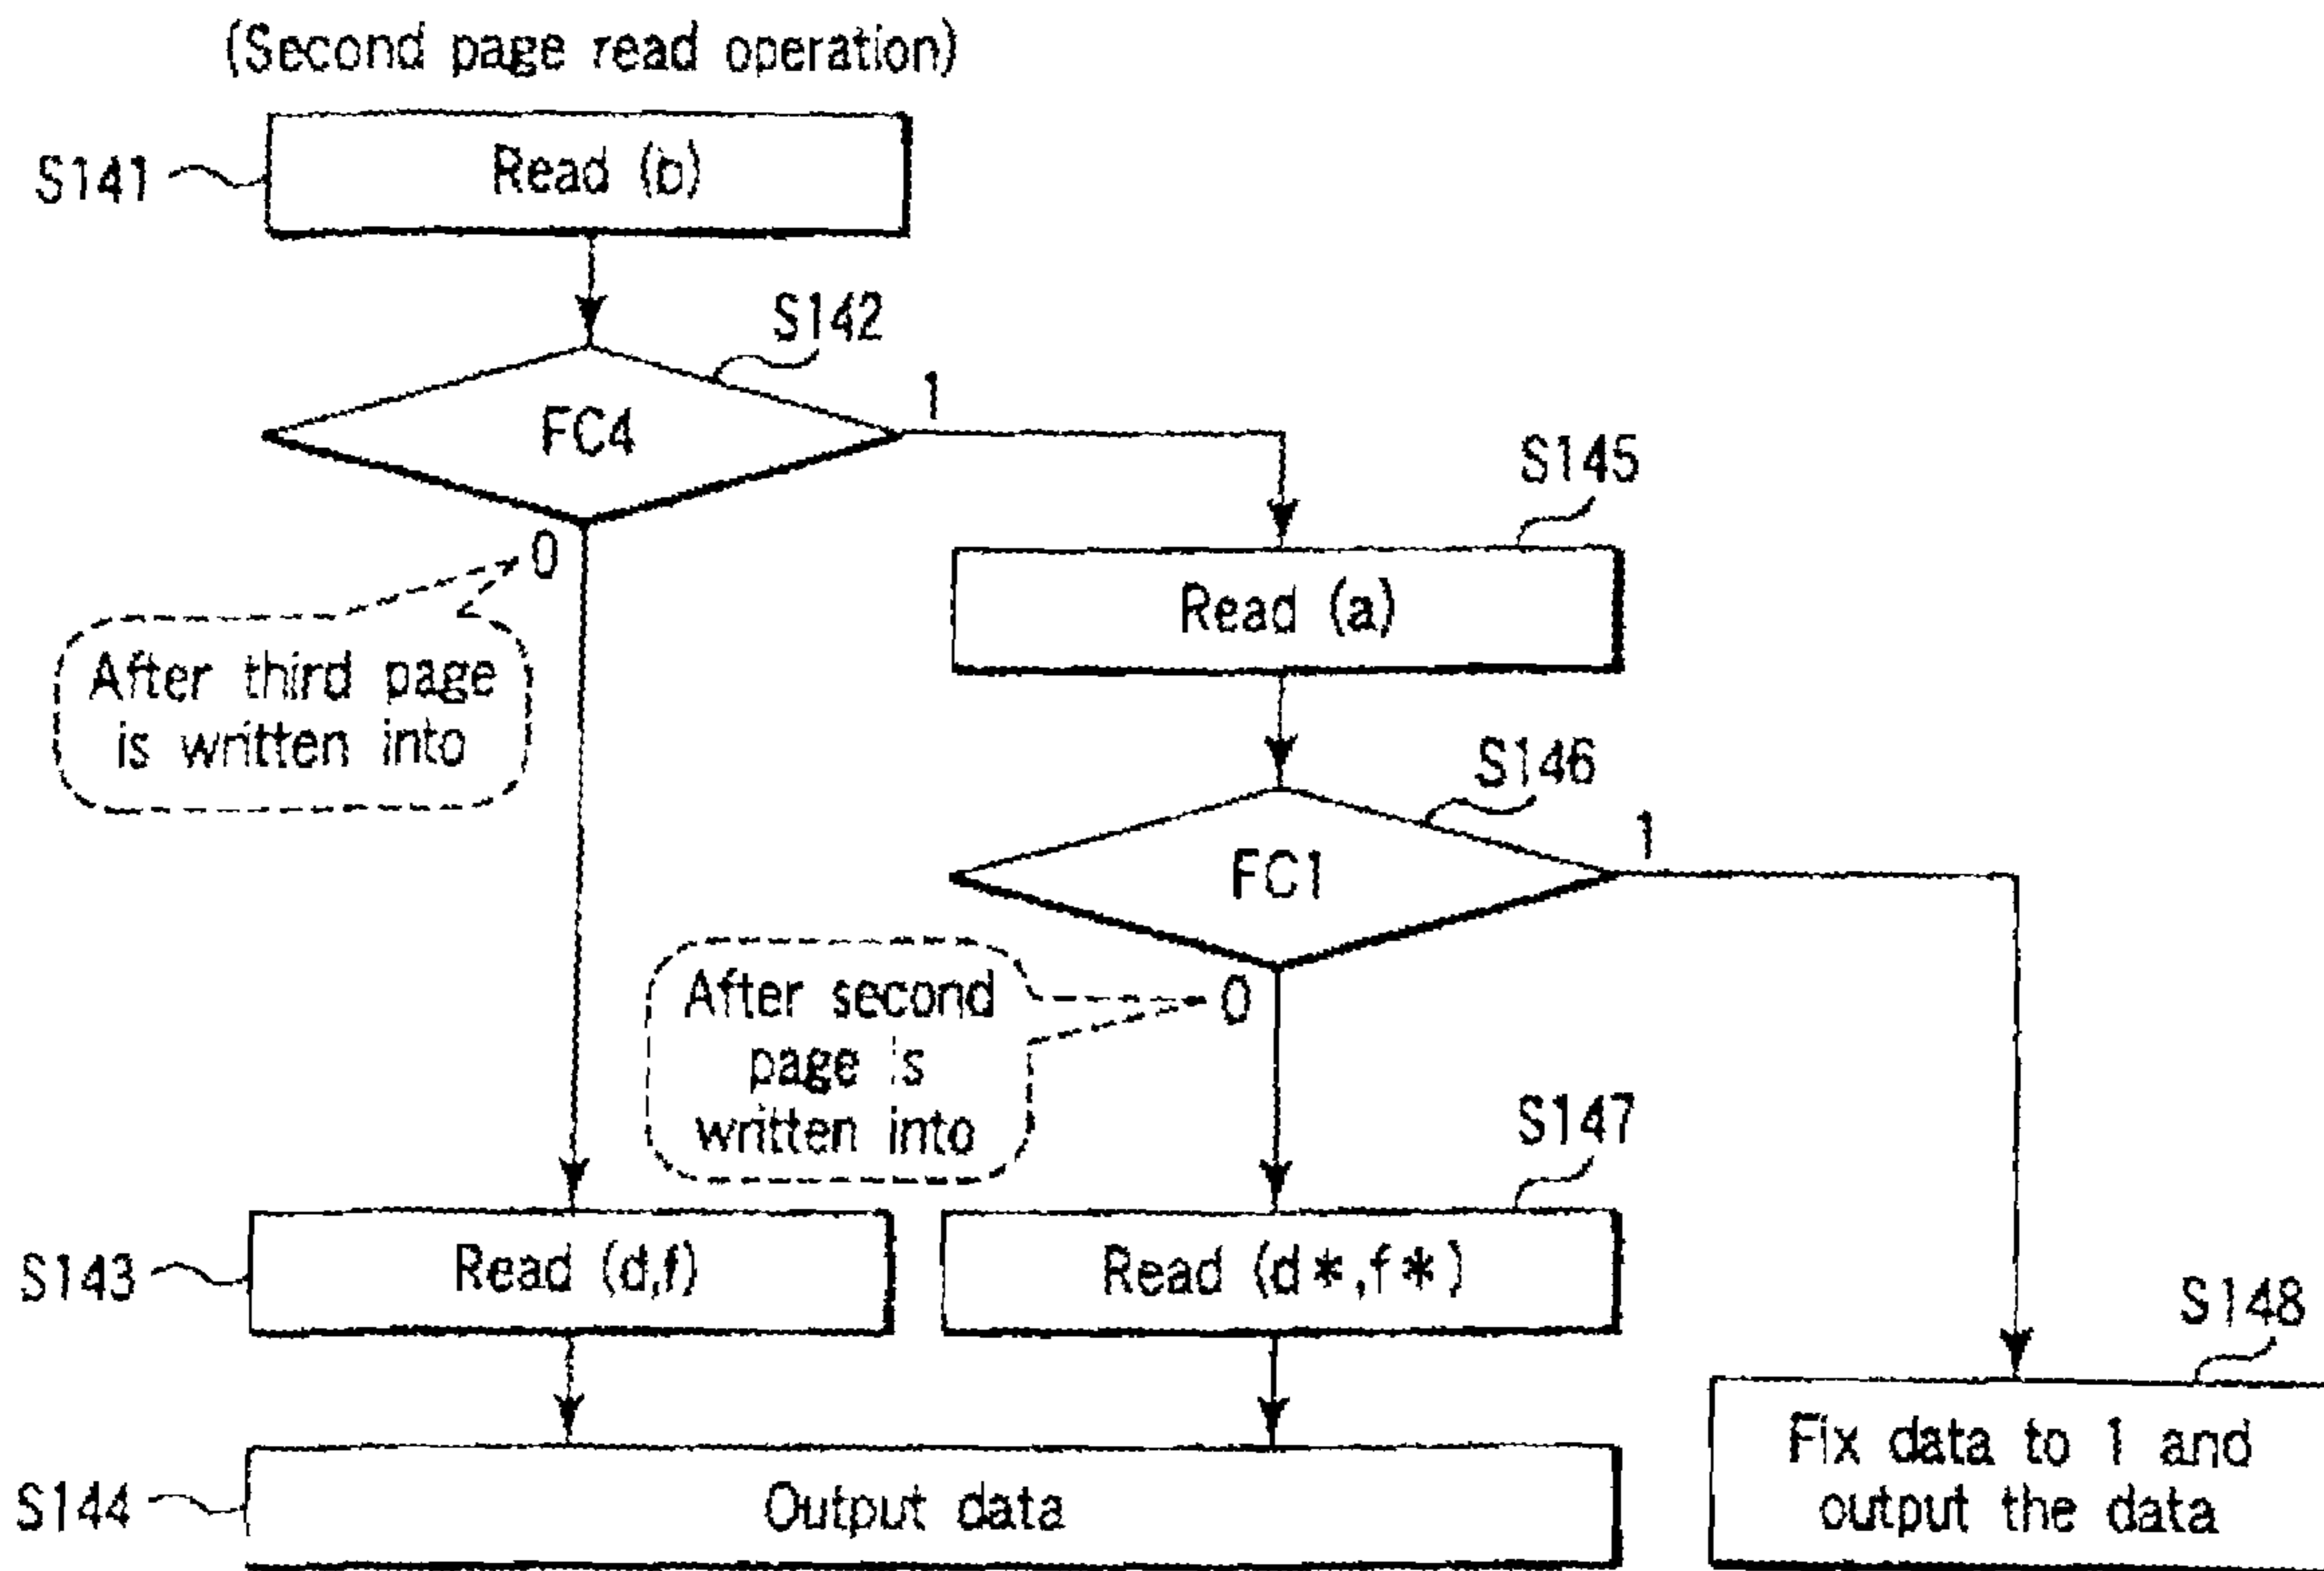 (Second page read operation)
S141
Read (b)
S142
FC4
1
0
After third page
is written into
S145
Read (a)
S146
FC1
1
After second
page is
written into
0
S147
S143
Read (d,f)
Read (d*,f*)
S148
Fix data to 1 and
output the data
S144
Output data